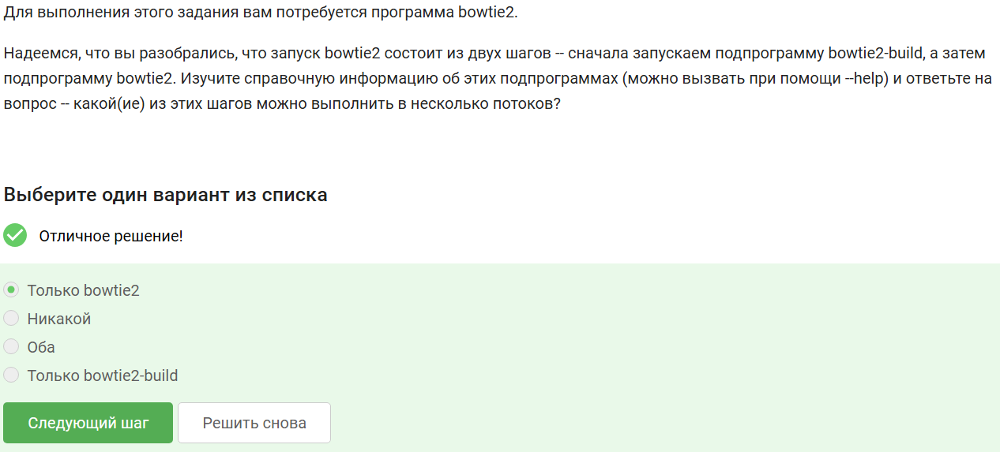 Для выполнения этого задания вам потребуется программа bowtie2.
Надеемся, что вы разобрались, что запуск bowtie2 состоит из двух шагов -- сначала запускаем подпрограмму bowtie2-build, а затем
подпрограмму bowtie2. Изучите справочную информацию об этих подпрограммах (можно вызвать при помощи --help) и ответьте на
вопрос -- какой(ие) из этих шагов можно выполнить в несколько потоков?
Выберите один вариант из списка
Отличное решение!
Только bowtie2
Никакой
Оба
Только bowtie2-build
Следующий шаг
Решить снова